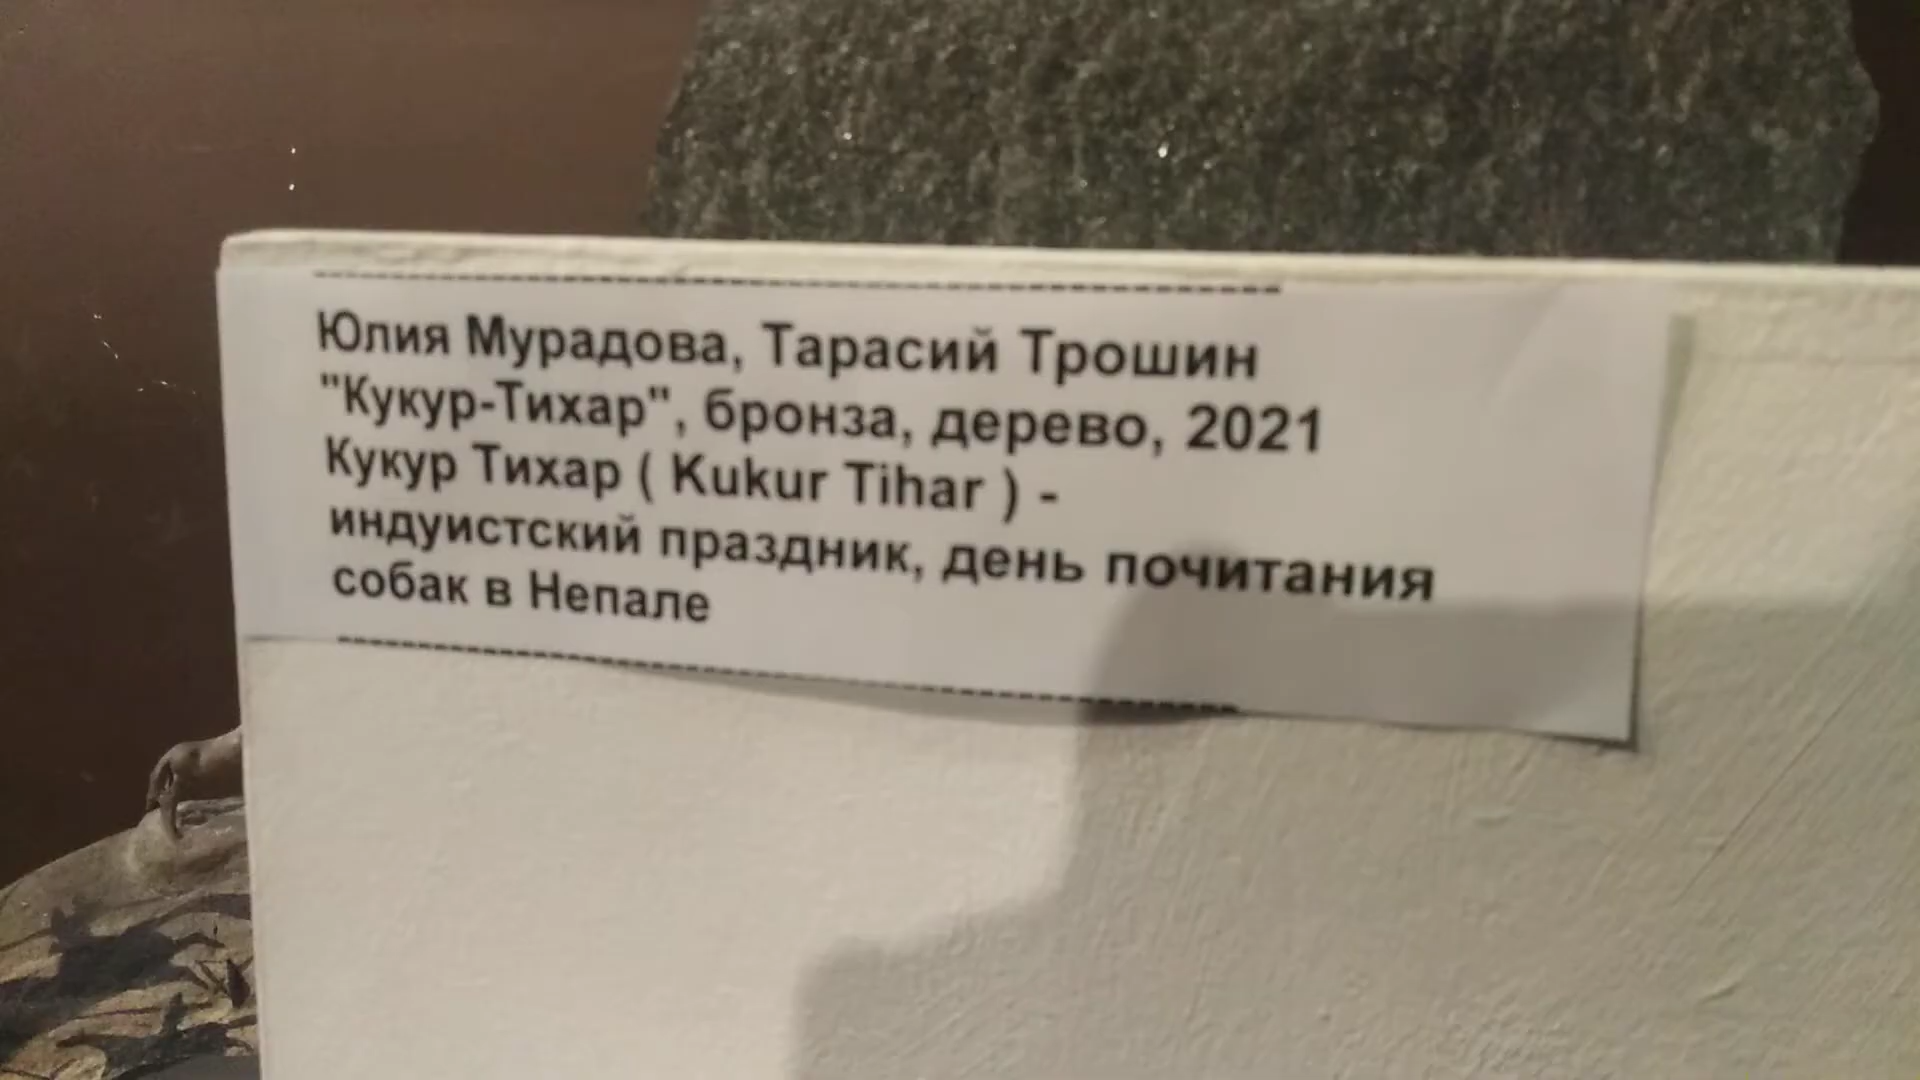 Юлия Мурадова, Тарасий Трошин
"Кукур-Тихар", бронза, дерево, 2021
Кукур Тихар ( Kukur Tihar ) -
индуистский праздник, день почитания
собак в Непале